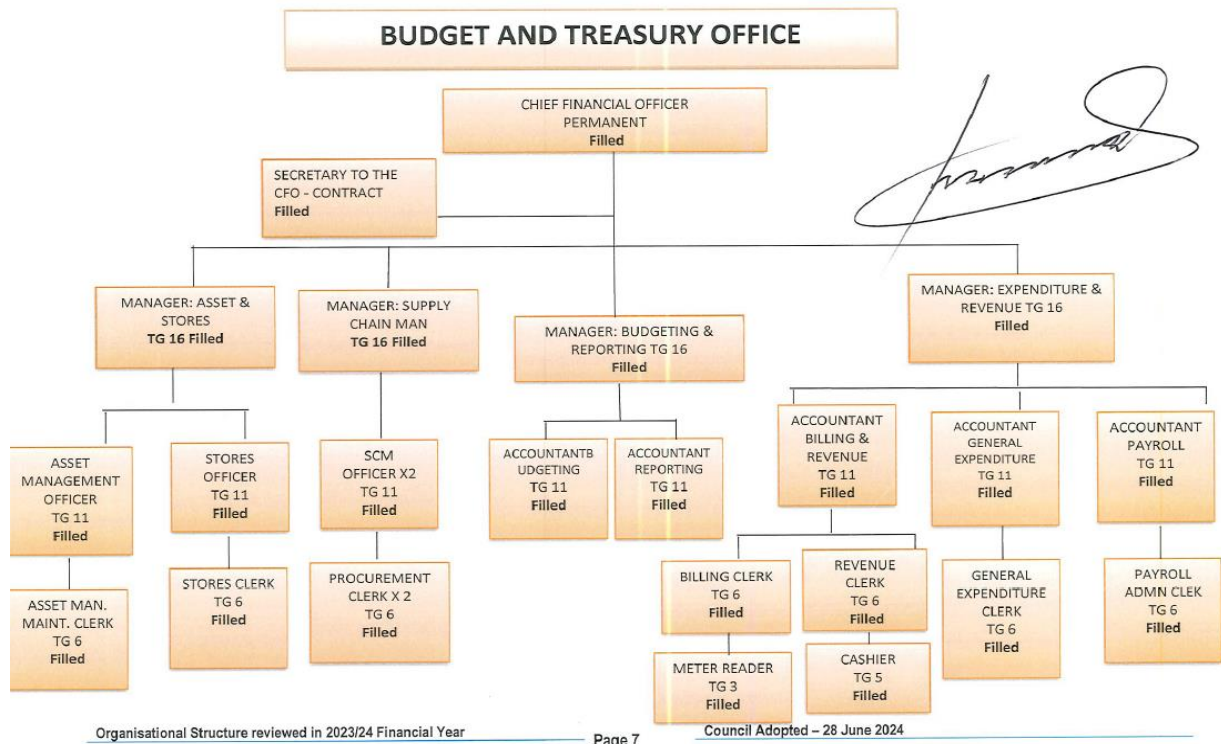 BUDGET AND TREASURY OFFICE
CHIEF FINANCIAL OFFICER
PERMANENT
Filled
SECRETARY TO THE
CFO - CONTRACT
Filled
MANAGER: ASSET &
STORES
TG 16 Filled
MANAGER: SUPPLY
CHAIN MAN
TG 16 Filled
MANAGER: BUDGETING &
REPORTING TG 16
Filled
MANAGER: EXPENDITURE &
REVENUE TG 16
Filled
ASSET
MANAGEMENT
OFFICER
TG 11
Filled
STORES
OFFICER
TG 11
Filled
SCM
OFFICER X2
TG 11
Filled
ACCOUNTANTB
UDGETING
TG 11
Filled
ACCOUNTANT
REPORTING
TG 11
Filled
ACCOUNTANT
BILLING &
REVENUE
TG 11
Filled
ACCOUNTANT
GENERAL
EXPENDITURE
TG 11
Filled
ACCOUNTANT
PAYROLL
TG 11
Filled
ASSET MAN.
MAINT. CLERK
TG 6
Filled
STORES CLERK
TG 6
Filled
PROCUREMENT
CLERK X 2
TG 6
Filled
BILLING CLERK
TG 6
Filled
REVENUE
CLERK
TG 6
Filled
GENERAL
EXPENDITURE
CLERK
TG 6
Filled
PAYROLL
ADMN CLEK
TG 6
Filled
METER READER
TG 3
Filled
CASHIER
TG 5
Filled
Organisational Structure reviewed in 2023/24 Financial Year
Page 7
Council Adopted – 28 June 2024